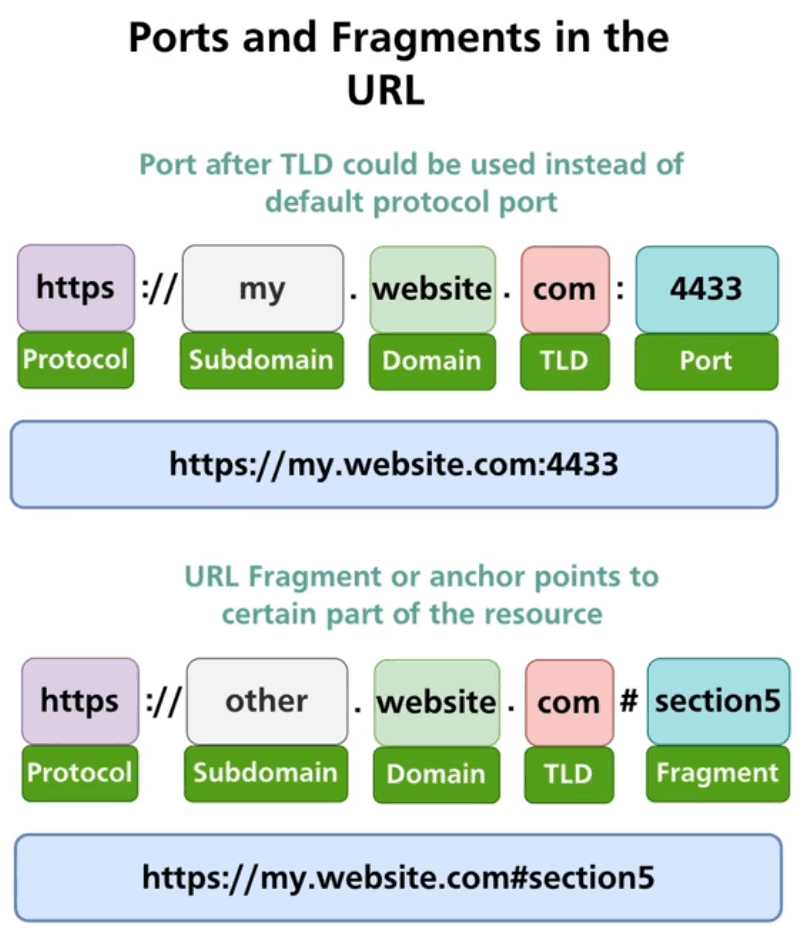 Ports and Fragments in the
URL
Port after TLD could be used instead of
default protocol port
https :// my . website . com : 4433
Protocol Subdomain Domain TLD Port
https://my.website.com:4433
URL Fragment or anchor points to
certain part of the resource
https :// other . website . com # section5
Protocol Subdomain Domain TLD Fragment
https://my.website.com#section5